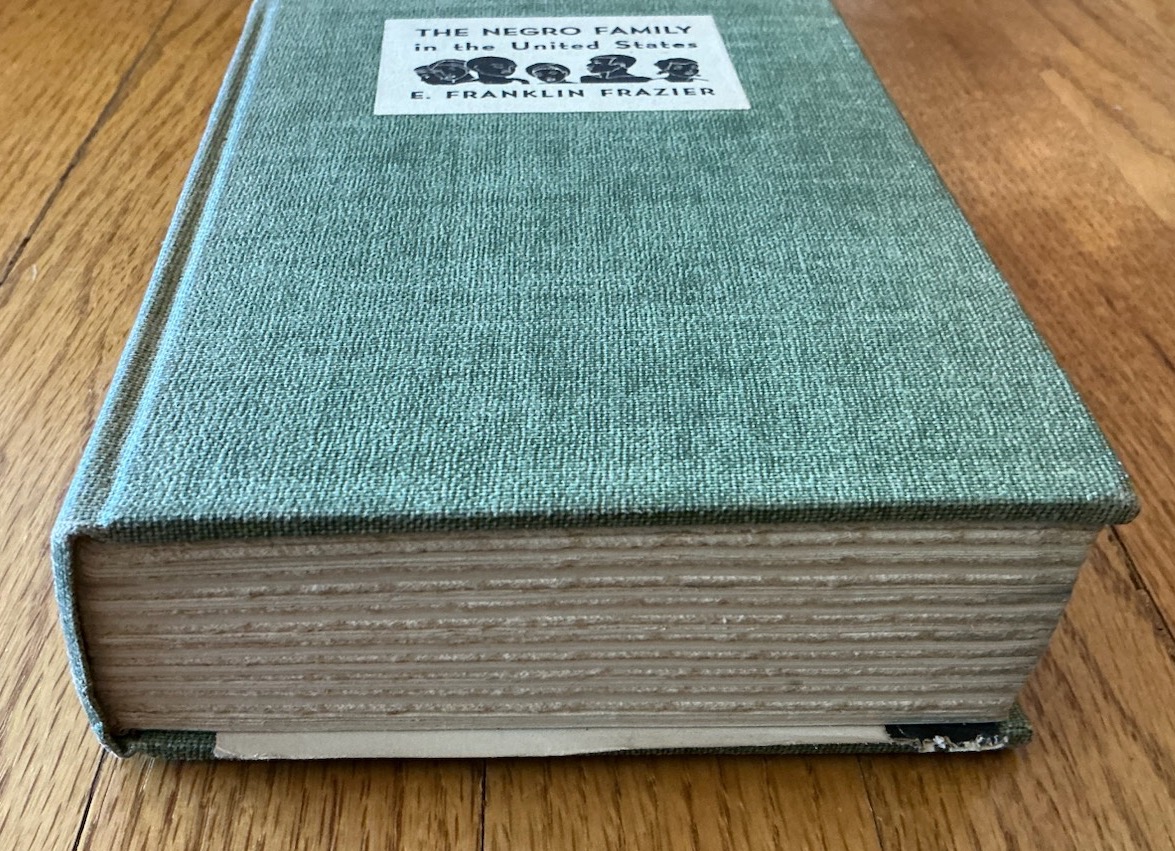 THE NEGRO FAMILY
in the United States
E. FRANKLIN FRAZIER